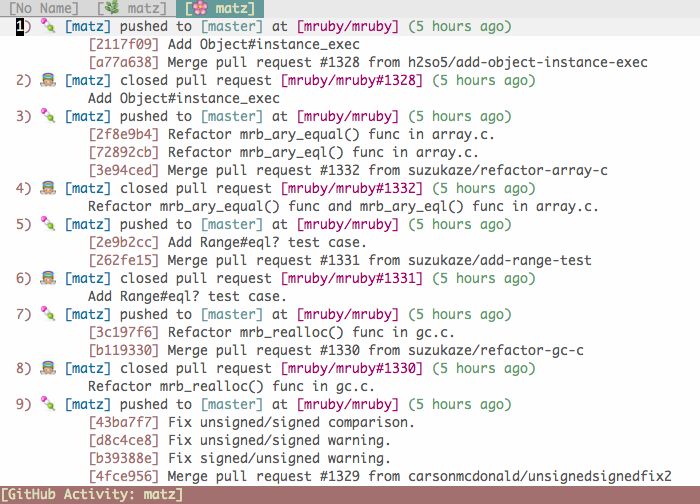 [No Name] [ matz] [ matz]
1) [matz] pushed to [master] at [mruby/mruby] (5 hours ago)
[2117f09] Add Object#instance_exec
[a77a638] Merge pull request #1328 from h2so5/add-object-instance-exec
2) [matz] closed pull request [mruby/mruby#1328] (5 hours ago)
Add Object#instance_exec
3) [matz] pushed to [master] at [mruby/mruby] (5 hours ago)
[2f8e9b4] Refactor mrb_ary_equal() func in array.c.
[72892cb] Refactor mrb_ary_eql() func in array.c.
[3e94ced] Merge pull request #1332 from suzukaze/refactor-array-c
4) [matz] closed pull request [mruby/mruby#1332] (5 hours ago)
Refactor mrb_ary_equal() func and mrb_ary_eql() func in array.c.
5) [matz] pushed to [master] at [mruby/mruby] (5 hours ago)
[2e9b2cc] Add Range#eql? test case.
[262fe15] Merge pull request #1331 from suzukaze/add-range-test
6) [matz] closed pull request [mruby/mruby#1331] (5 hours ago)
Add Range#eql? test case.
7) [matz] pushed to [master] at [mruby/mruby] (5 hours ago)
[3c197f6] Refactor mrb_realloc() func in gc.c.
[b119330] Merge pull request #1330 from suzukaze/refactor-gc-c
8) [matz] closed pull request [mruby/mruby#1330] (5 hours ago)
Refactor mrb_realloc() func in gc.c.
9) [matz] pushed to [master] at [mruby/mruby] (5 hours ago)
[43ba7f7] Fix unsigned/signed comparison.
[d8c4ce8] Fix unsigned/signed warning.
[b39388e] Fix signed/unsigned warning.
[4fce956] Merge pull request #1329 from carsonmcdonald/unsignedsignedfix2
[GitHub Activity: matz]